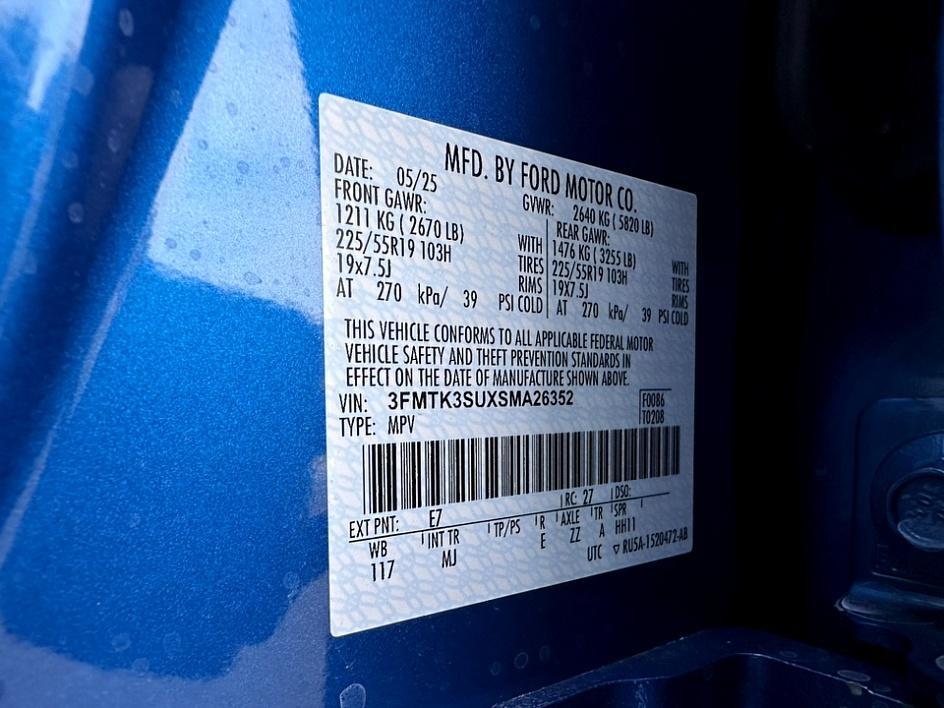 MFD. BY FORD MOTOR CO.
DATE: 05/25 GVWR: 2640 KG ( 5820 LB)
FRONT GAWR: REAR GAWR:
1211 KG ( 2670 LB) WITH 1476 KG ( 3255 LB) WITH
225/55R19 103H TIRES 225/55R19 103H TIRES
19x7.5J RIMS 19X7.5J RIMS
AT 270 kPa/ 39 PSI COLD AT 270 kPa/ 39 PSI COLD
THIS VEHICLE CONFORMS TO ALL APPLICABLE FEDERAL MOTOR
VEHICLE SAFETY AND THEFT PREVENTION STANDARDS IN
EFFECT ON THE DATE OF MANUFACTURE SHOWN ABOVE.
VIN: 3FMTK3SUXSMA26352 F0086
TYPE: MPV T0208
EXT PNT: E7 RC: 27 DSO:
WB INT TR TP/PS R AXLE TR SPR
117 MJ E ZZ A HH11
UTC ▽ RU5A-1520472-AB